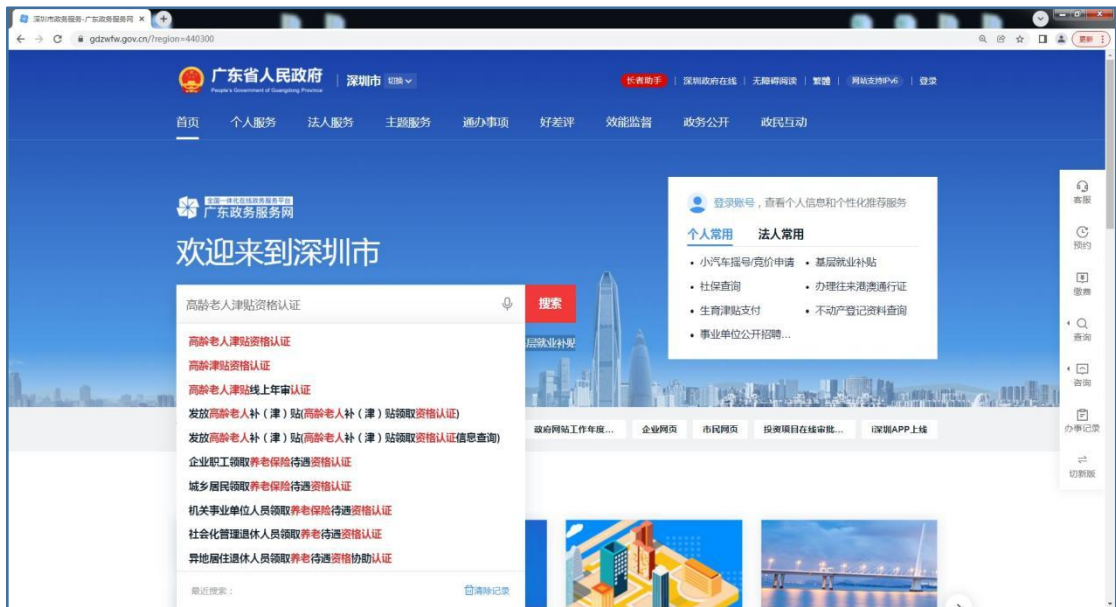 深圳市政务服务-广东政务服务网
gdzwfw.gov.cn/?region=440300
更新
广东省人民政府
People's Government of Guangdong Province
深圳市 切换
长者助手 | 深圳政府在线 | 无障碍阅读 | 繁體 | 网站支持IPv6 | 登录
首页 个人服务 法人服务 主题服务 通办事项 好差评 效能监督 政务公开 政民互动
全国一体化在线政务服务平台
广东政务服务网
欢迎来到深圳市
高龄老人津贴资格认证
搜索
高龄老人津贴资格认证
高龄津贴资格认证
高龄老人津贴线上年审认证
发放高龄老人补（津）贴(高龄老人补（津）贴领取资格认证)
发放高龄老人补（津）贴(高龄老人补（津）贴领取资格认证信息查询)
企业职工领取养老保险待遇资格认证
城乡居民领取养老保险待遇资格认证
机关事业单位人员领取养老保险待遇资格认证
社会化管理退休人员领取养老待遇资格认证
异地居住退休人员领取养老待遇资格协助认证
最近搜索：
清除记录
层就业补贴
登录账号，查看个人信息和个性化推荐服务
个人常用 法人常用
• 小汽车摇号/竞价申请 • 基层就业补贴
• 社保查询 • 办理往来港澳通行证
• 生育津贴支付 • 不动产登记资料查询
• 事业单位公开招聘...
政府网站工作年度... 企业网页 市民网页 投资项目在线审批... i深圳APP上线
客服
预约
缴费
查询
咨询
办事记录
切新版